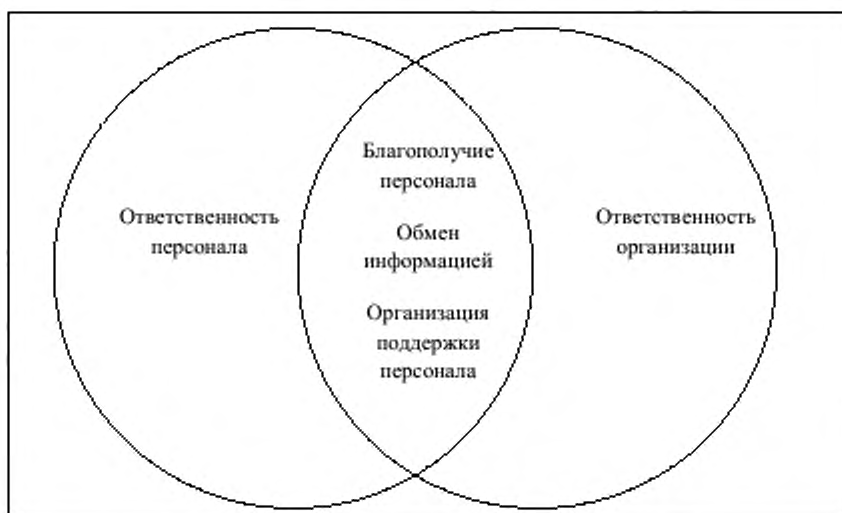 Ответственность
персонала
Благополучие
персонала
Обмен
информацией
Организация
поддержки
персонала
Ответственность
организации